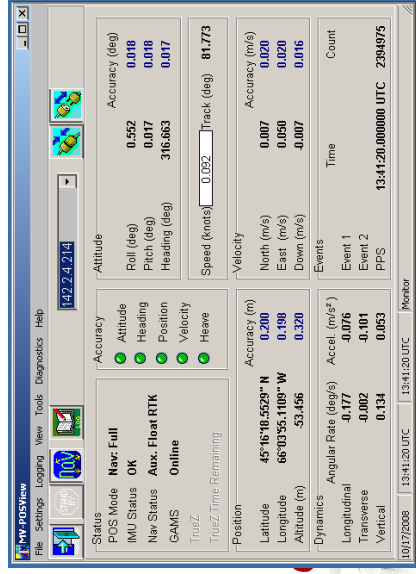 MV-POSView
File Settings Logging View Tools Diagnostics Help
STAND BY
nav
LOG
142.2.4.214
Status
POS Mode Nav: Full
IMU Status OK
Nav Status Aux. Float RTK
GAMS Online
TrueZ
TrueZ Time Remaining
Accuracy
Attitude
Heading
Position
Velocity
Heave
Attitude
Accuracy (deg)
Roll (deg) 0.552 0.018
Pitch (deg) 0.017 0.018
Heading (deg) 316.663 0.017
Speed (knots) 0.092 Track (deg) 81.773
Position
Accuracy (m)
Latitude 45°16'18.5529" N 0.200
Longitude 66°03'55.1109" W 0.198
Altitude (m) -53.456 0.320
Velocity
Accuracy (m/s)
North (m/s) 0.007 0.020
East (m/s) 0.050 0.020
Down (m/s) -0.007 0.016
Dynamics
Angular Rate (deg/s) Accel. (m/s²)
Longitudinal -0.177 -0.076
Transverse -0.002 -0.101
Vertical 0.134 0.053
Events
Time Count
Event 1
Event 2
PPS 13:41:20.000000 UTC 2394975
10/17/2008 13:41:20 UTC 13:41:20 UTC Monitor